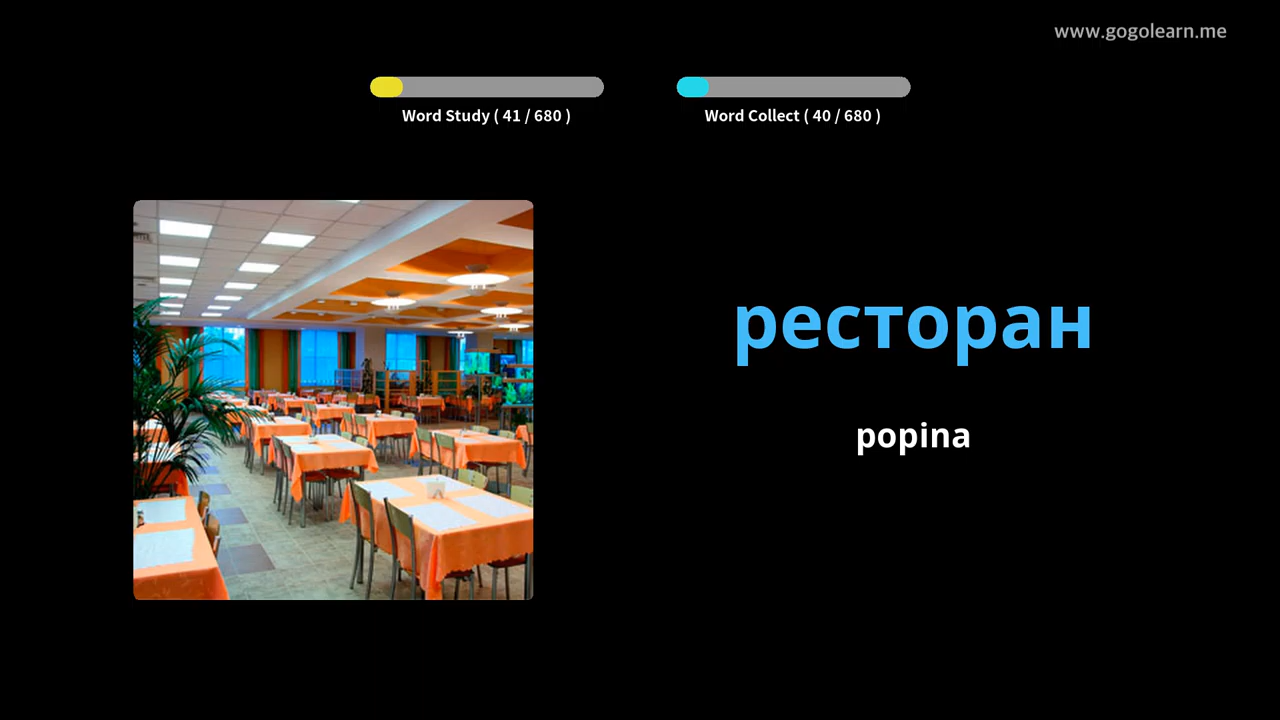 www.gogolearn.me
Word Study ( 41 / 680 )
Word Collect ( 40 / 680 )
ресторан
popina